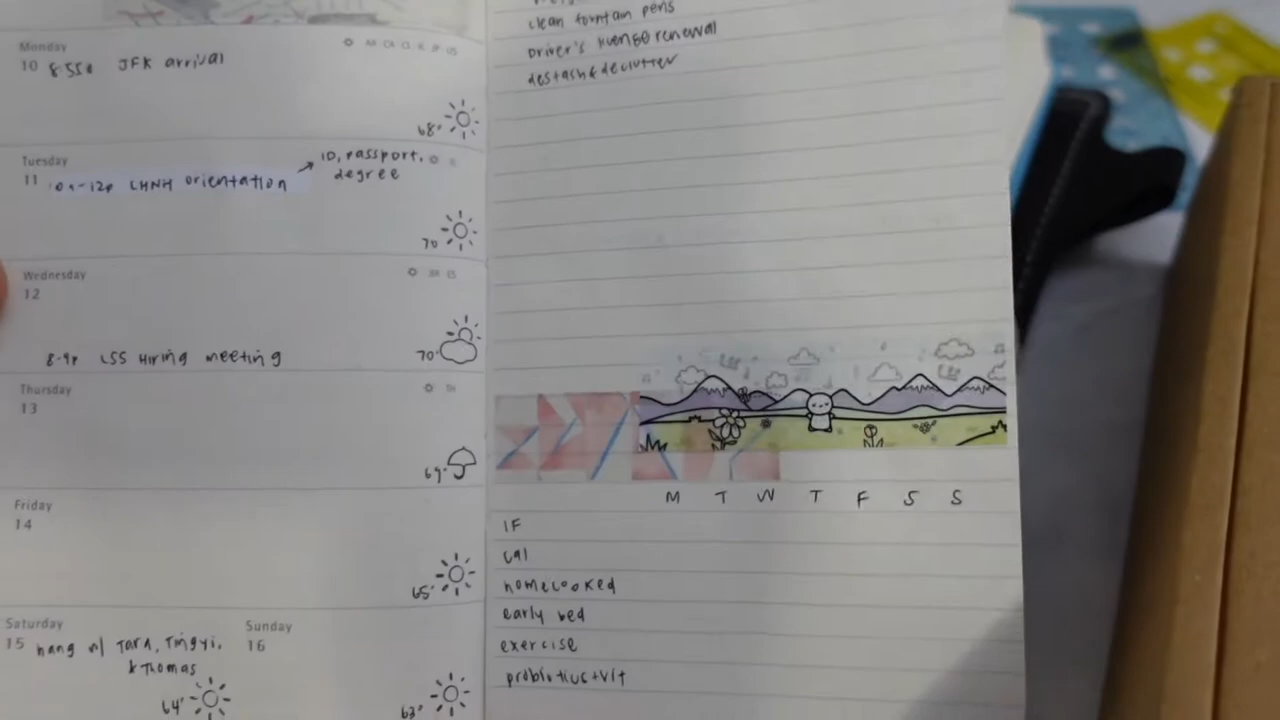 Monday
10 8:55a JFK arrival
68°
Tuesday
11 10a-12p LHNH orientation
ID, passport,
degree
70
Wednesday
12
8-9p LSS Hiring meeting
70°
Thursday
13
69°
Friday
14
65°
Saturday
15 hang w/ Tara, Tingyi,
& Thomas
64°
Sunday
16
63°
clean fountain pens
Driver's license renewal
destash & declutter
M T W T F S S
IF
cal
homecooked
early bed
exercise
probiotics+vit